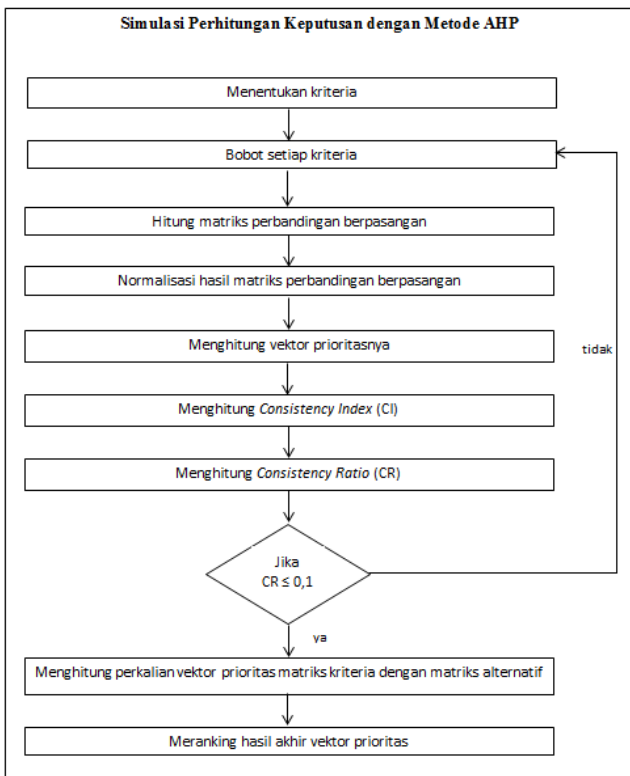 Simulasi Perhitungan Keputusan dengan Metode AHP
Menentukan kriteria
Bobot setiap kriteria
Hitung matriks perbandingan berpasangan
Normalisasi hasil matriks perbandingan berpasangan
Menghitung vektor prioritasnya
tidak
Menghitung Consistency Index (CI)
Menghitung Consistency Ratio (CR)
Jika
CR ≤ 0,1
ya
Menghitung perkalian vektor prioritas matriks kriteria dengan matriks alternatif
Meranking hasil akhir vektor prioritas